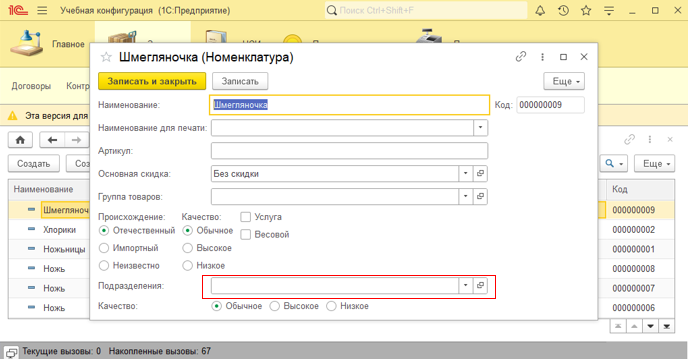 1С Учебная конфигурация (1С:Предприятие) Поиск Ctrl+Shift+F
Главное
Договоры
Эта версия для
Шмегляночка (Номенклатура)
Записать и закрыть Записать Еще
Наименование: Шмегляночка Код: 000000009
Наименование для печати:
Артикул:
Основная скидка: Без скидки
Группа товаров:
Происхождение: Качество: Услуга
Отечественный Обычное Весовой
Импортный Высокое
Неизвестно Низкое
Подразделения:
Качество: Обычное Высокое Низкое
Создать Еще
Наименование Код
000000009
Хлорики 000000002
Ножницы 000000001
Ножь 000000008
Ножь 000000007
Ножь 000000006
Текущие вызовы: 0 Накопленные вызовы: 67